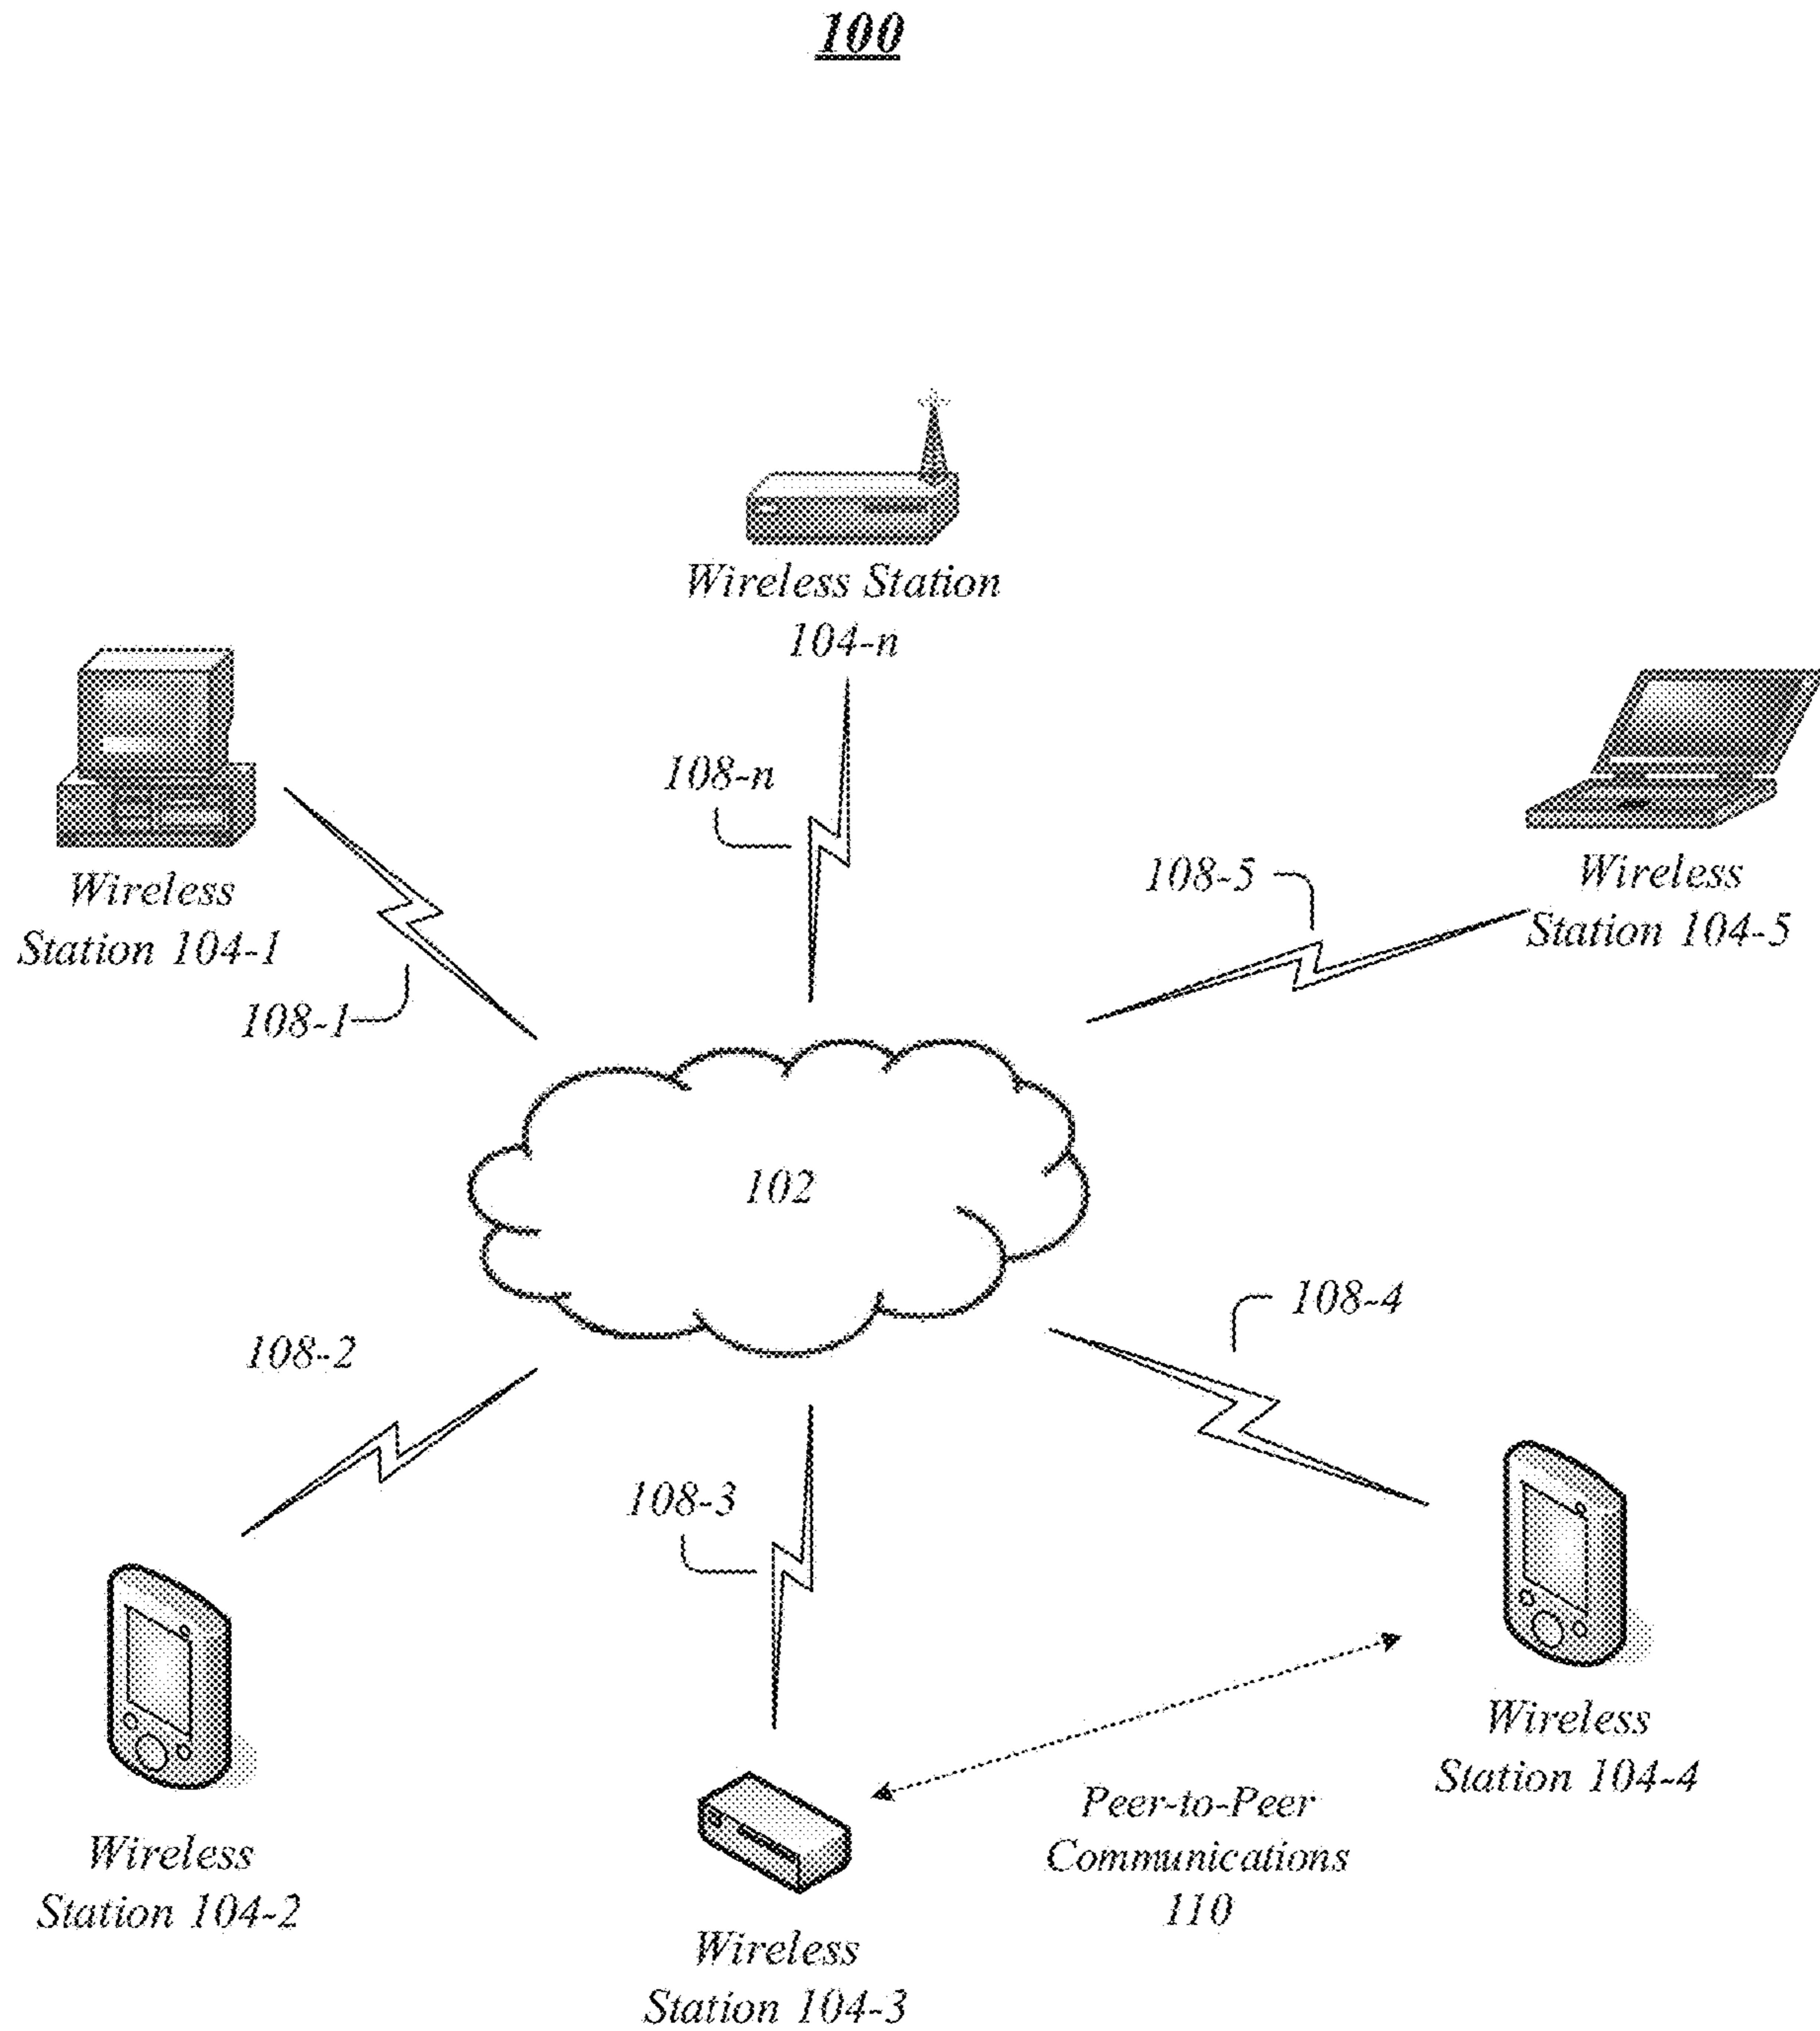 100
Wireless Station
104-n
108-n
Wireless
Station 104-1
108-1
108-5
Wireless
Station 104-5
102
108-2
108-4
108-3
Wireless
Station 104-4
Peer-to-Peer
Communications
110
Wireless
Station 104-2
Wireless
Station 104-3